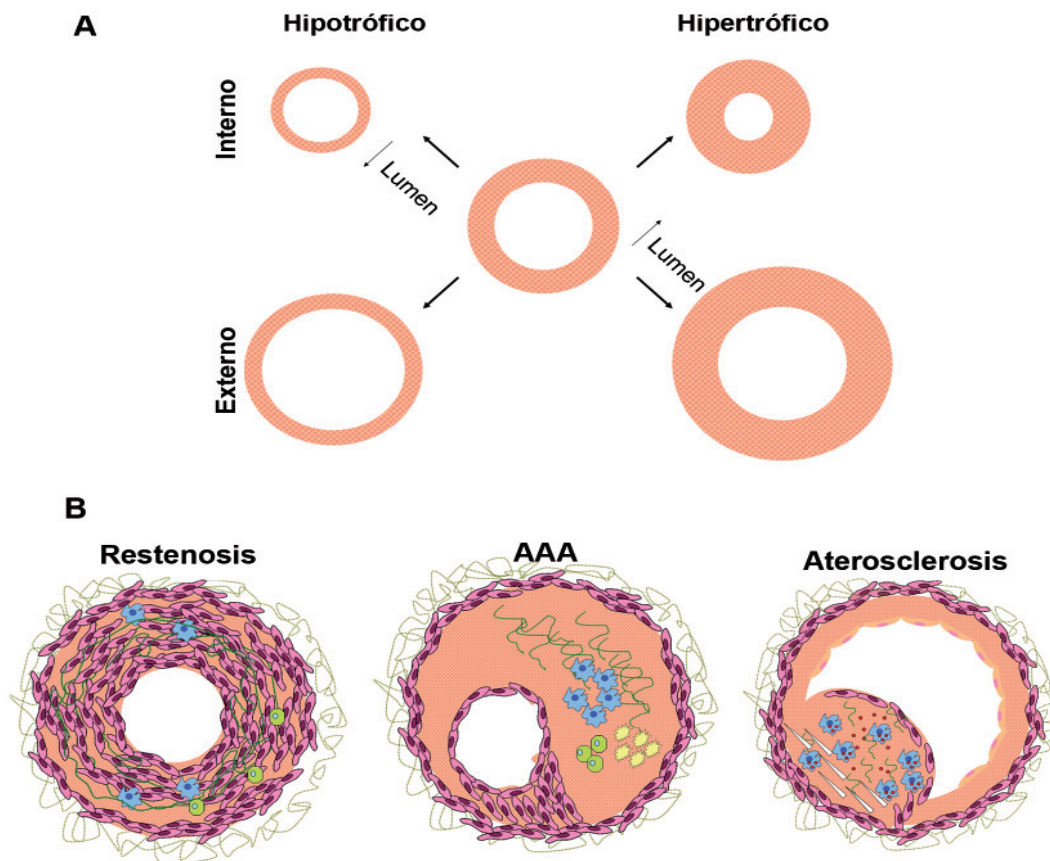 A
Hipotrófico
Hipertrófico
Interno
Lumen
Lumen
Externo
B
Restenosis
AAA
Aterosclerosis